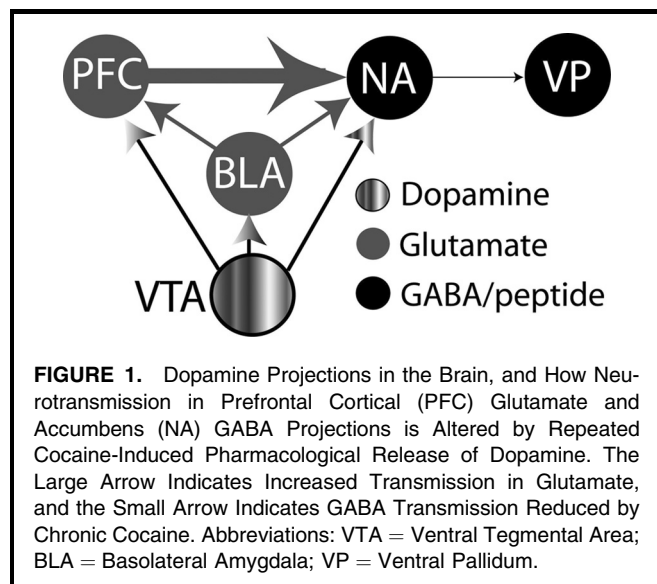 PFC
NA
VP
BLA
VTA
Dopamine
Glutamate
GABA/peptide
FIGURE 1. Dopamine Projections in the Brain, and How Neu-
rotransmission in Prefrontal Cortical (PFC) Glutamate and
Accumbens (NA) GABA Projections is Altered by Repeated
Cocaine-Induced Pharmacological Release of Dopamine. The
Large Arrow Indicates Increased Transmission in Glutamate,
and the Small Arrow Indicates GABA Transmission Reduced by
Chronic Cocaine. Abbreviations: VTA = Ventral Tegmental Area;
BLA = Basolateral Amygdala; VP = Ventral Pallidum.